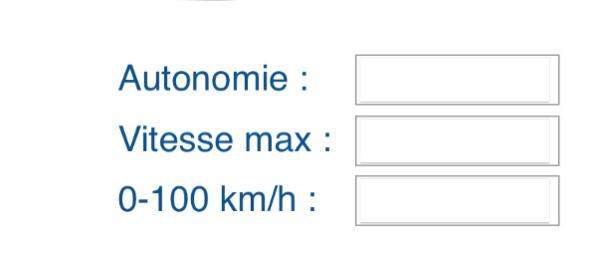 Autonomie :
Vitesse max :
0-100 km/h :